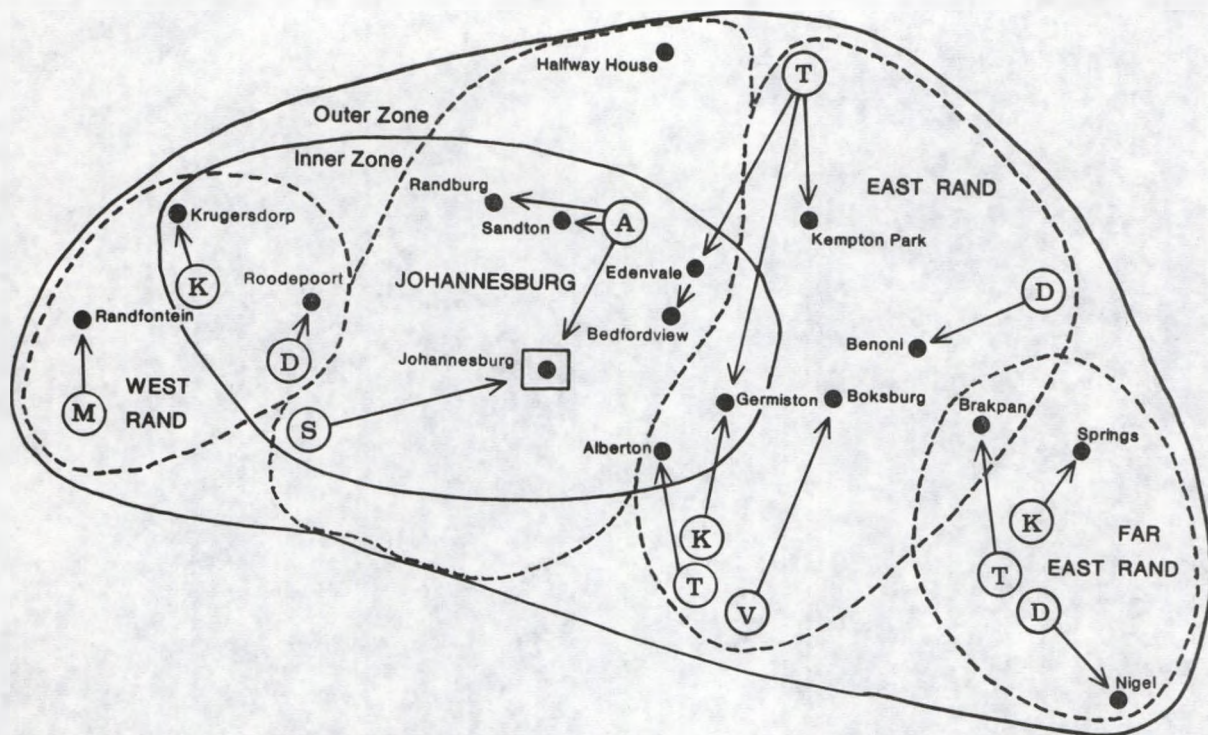 Halfway House
T
Outer Zone
Inner Zone
EAST RAND
Randburg
Krugersdorp
Sandton
A
Kempton Park
Edenvale
JOHANNESBURG
Roodepoort
K
D
Randfontein
Bedfordview
Benoni
Johannesburg
D
WEST
RAND
M
Germiston
Boksburg
Brakpan
S
Springs
Alberton
K
K
FAR
EAST RAND
T
T
V
D
Nigel